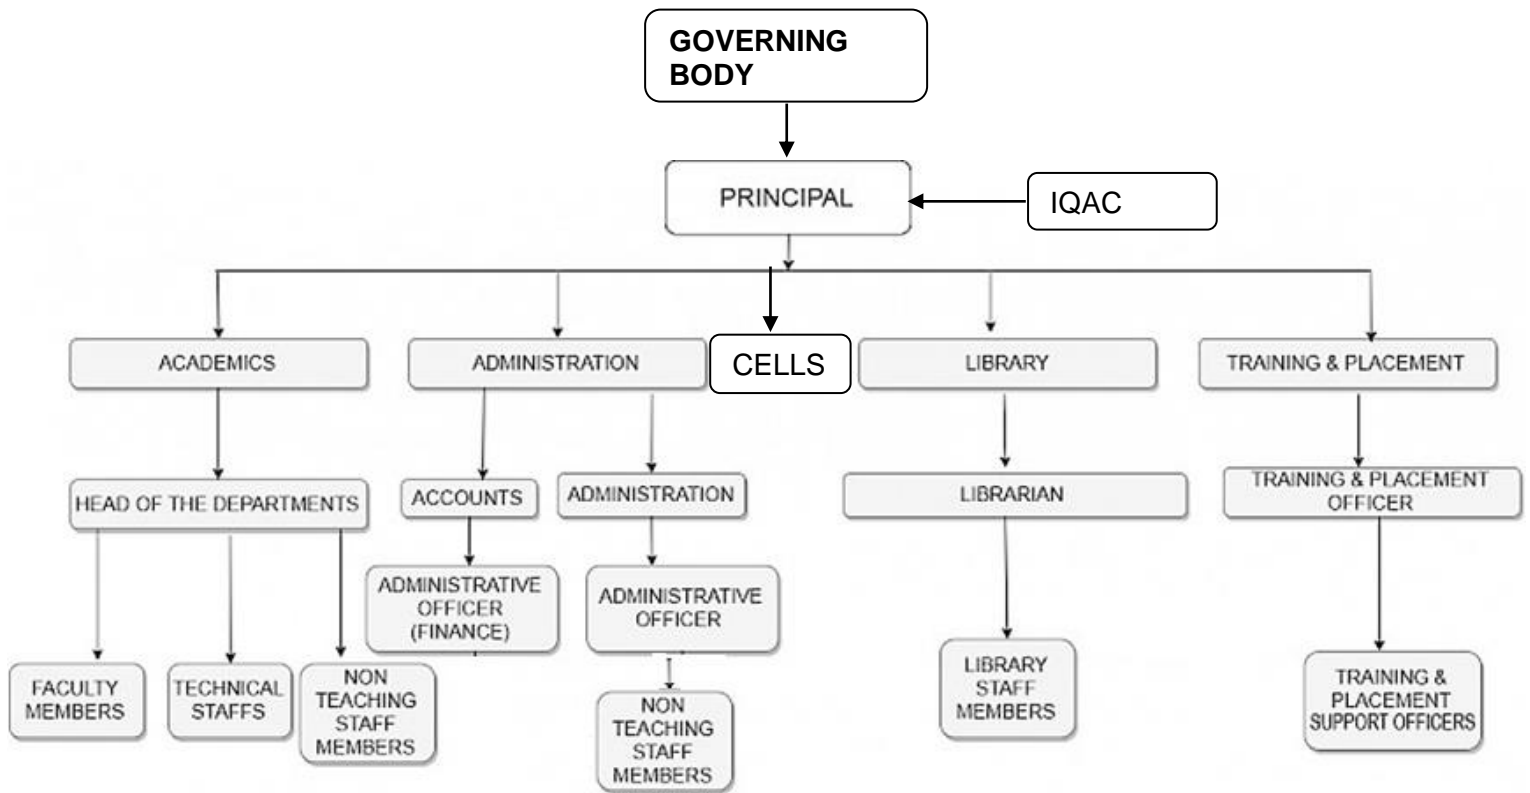 GOVERNING
BODY
PRINCIPAL
IQAC
ACADEMICS
ADMINISTRATION
CELLS
LIBRARY
TRAINING & PLACEMENT
HEAD OF THE DEPARTMENTS
ACCOUNTS
ADMINISTRATION
LIBRARIAN
TRAINING & PLACEMENT
OFFICER
ADMINISTRATIVE
OFFICER
(FINANCE)
ADMINISTRATIVE
OFFICER
FACULTY
MEMBERS
TECHNICAL
STAFFS
NON
TEACHING
STAFF
MEMBERS
NON
TEACHING
STAFF
MEMBERS
LIBRARY
STAFF
MEMBERS
TRAINING &
PLACEMENT
SUPPORT OFFICERS